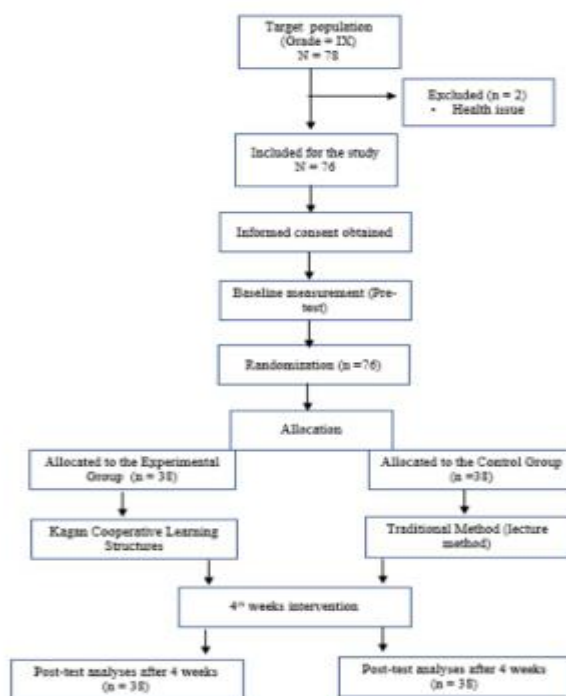 Target population
(Grade = IX)
N = 78
Excluded (n = 2)
• Health issue
Included for the study
N = 76
Informed consent obtained
Baseline measurement (Pre-
test)
Randomization (n =76)
Allocation
Allocated to the Experimental
Group (n = 38)
Allocated to the Control Group
(n =38)
Kagan Cooperative Learning
Structures
Traditional Method (lecture
method)
4ᵗʰ weeks intervention
Post-test analyses after 4 weeks
(n = 38)
Post-test analyses after 4 weeks
(n = 38)